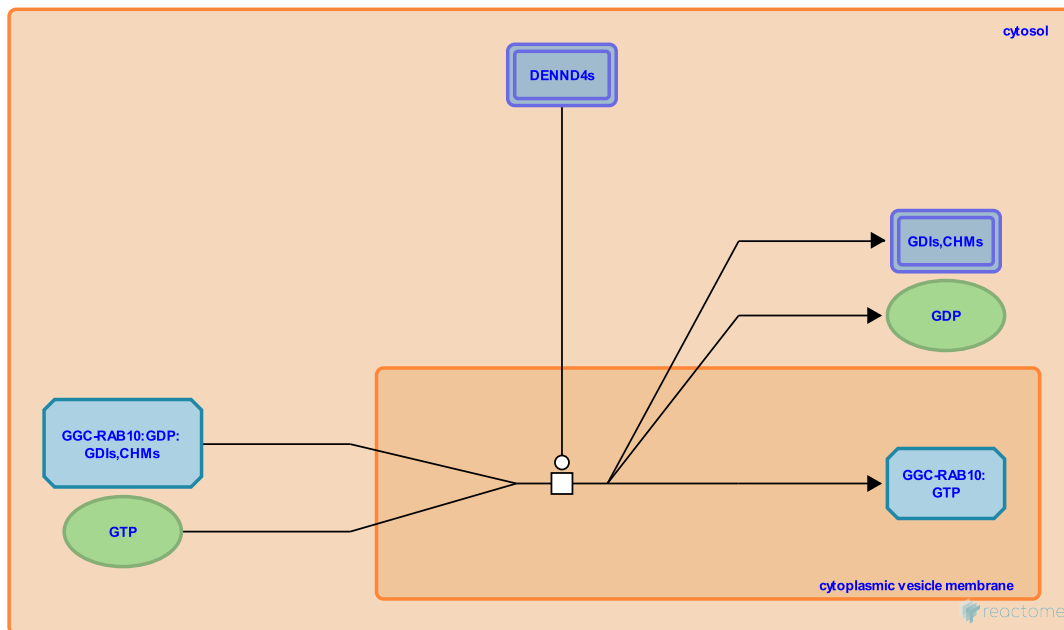 cytosol
DENND4s
GDIs,CHMs
GDP
GGC-RAB10:GDP:
GDIs,CHMs
GTP
GGC-RAB10:
GTP
cytoplasmic vesicle membrane
reactome